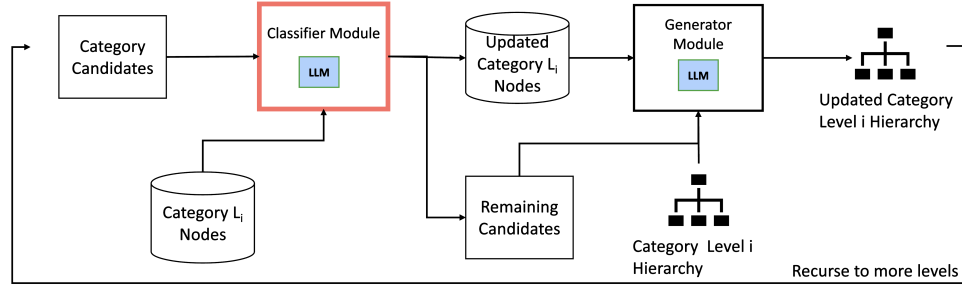 Category
Candidates
Classifier Module
LLM
Updated
Category Li
Nodes
Generator
Module
LLM
Updated Category
Level i Hierarchy
Category Li
Nodes
Remaining
Candidates
Category Level i
Hierarchy
Recurse to more levels